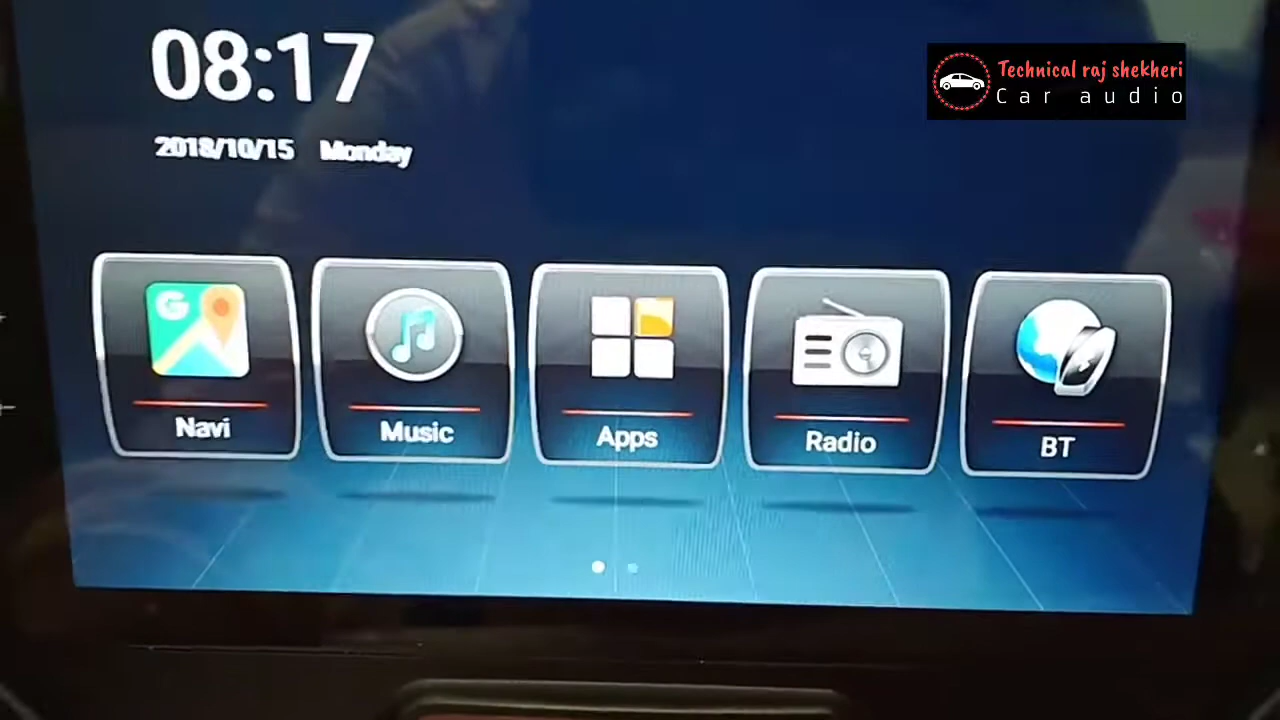 08:17
2018/10/15 Monday
Technical raj shekheri
Car audio
G
Navi
Music
Apps
Radio
BT